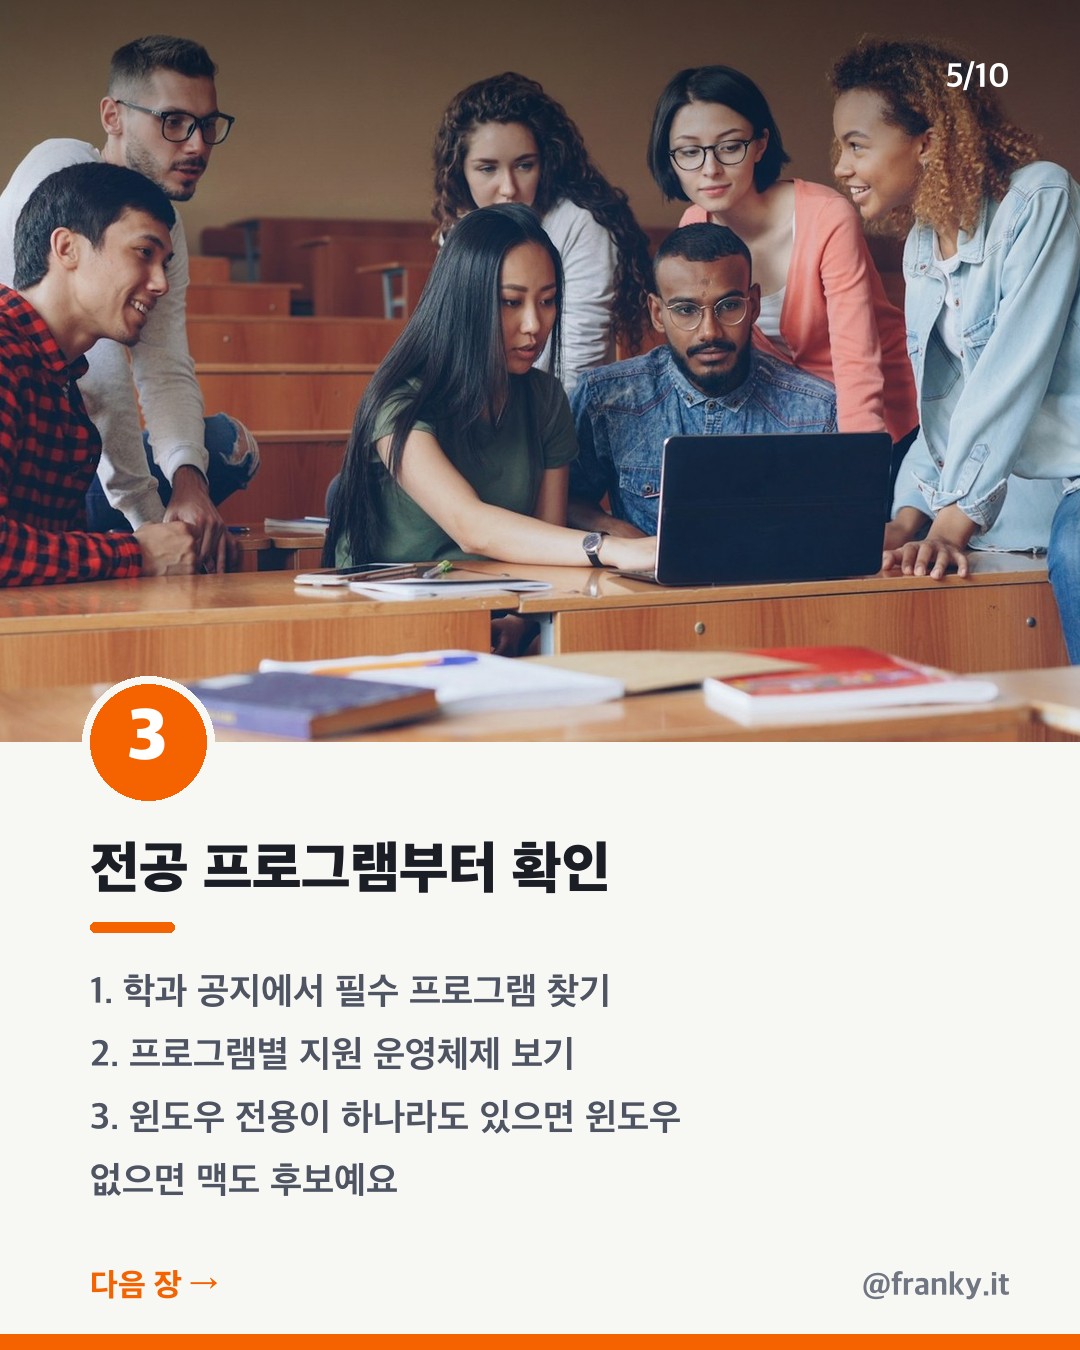 5/10
3
전공 프로그램부터 확인
1. 학과 공지에서 필수 프로그램 찾기
2. 프로그램별 지원 운영체제 보기
3. 윈도우 전용이 하나라도 있으면 윈도우
없으면 맥도 후보예요
다음 장 →
@franky.it